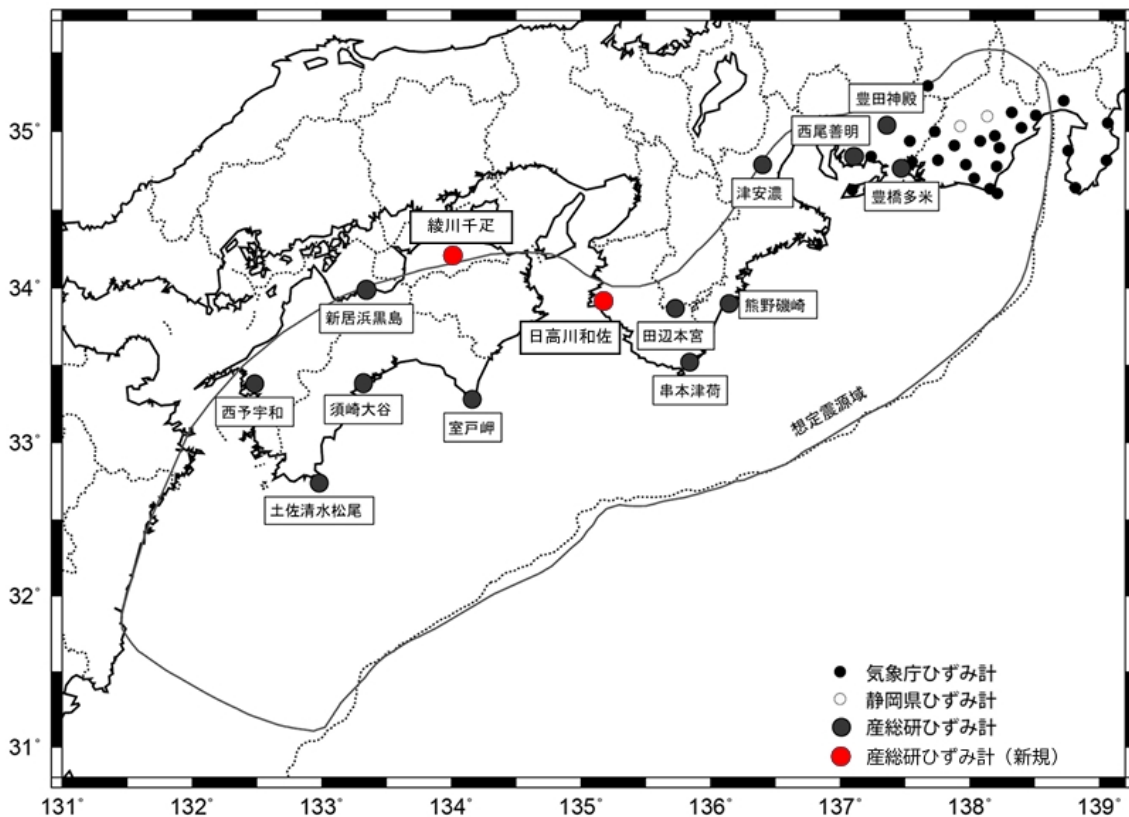 35°
34°
33°
32°
31°
豊田神殿
西尾善明
津安濃
豊橋多米
綾川千疋
新居浜黒島
日高川和佐
田辺本宮
熊野磯崎
串本津荷
西予宇和
須崎大谷
室戸岬
土佐清水松尾
想定震源域
気象庁ひずみ計
静岡県ひずみ計
産総研ひずみ計
産総研ひずみ計（新規）
131° 132° 133° 134° 135° 136° 137° 138° 139°